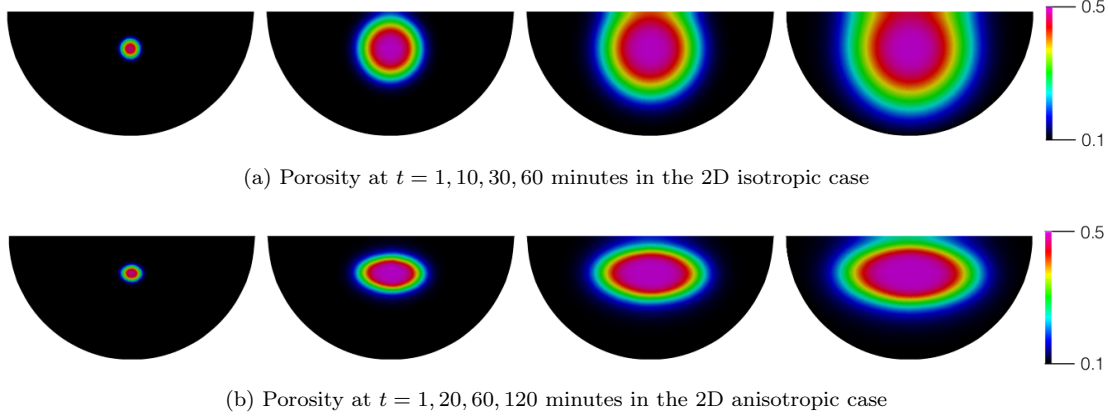 0.5
0.1
(a) Porosity at t = 1, 10, 30, 60 minutes in the 2D isotropic case
0.5
0.1
(b) Porosity at t = 1, 20, 60, 120 minutes in the 2D anisotropic case